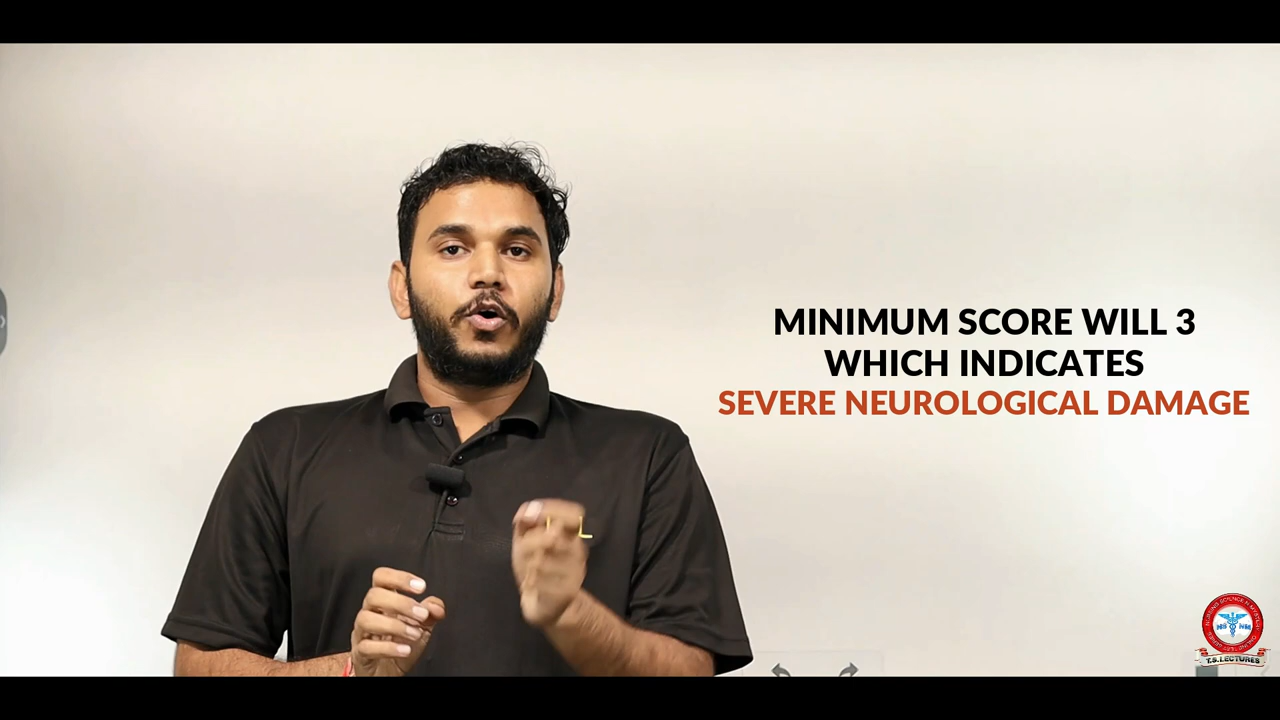 MINIMUM SCORE WILL 3
WHICH INDICATES
SEVERE NEUROLOGICAL DAMAGE
L
T.S.LECTURES